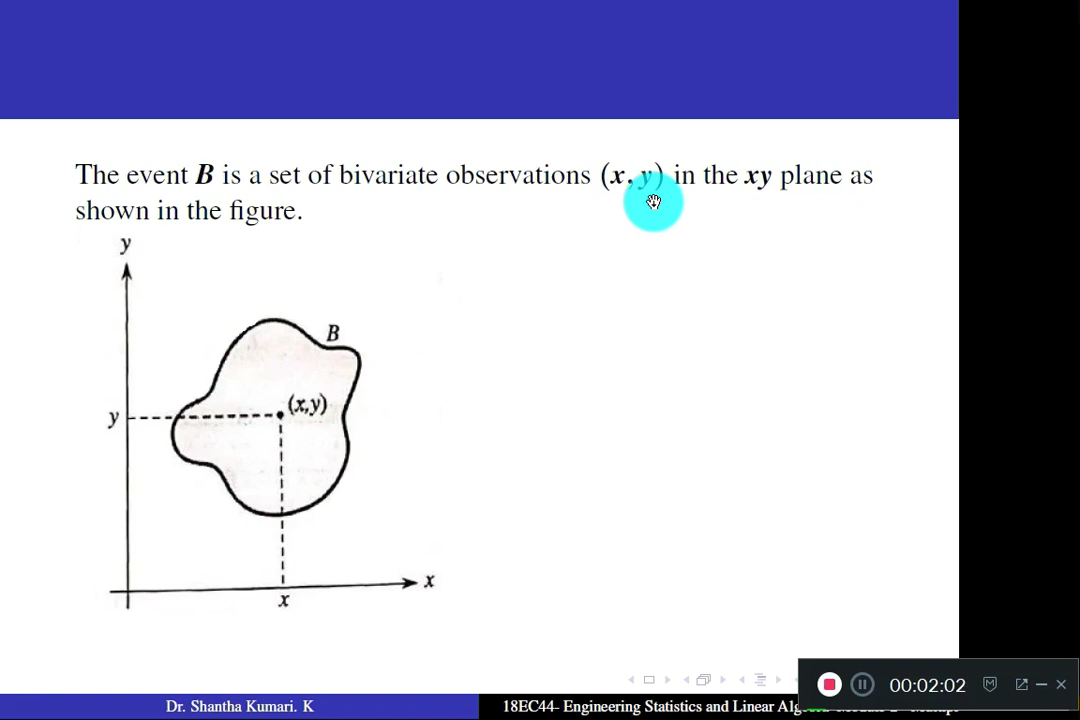 The event B is a set of bivariate observations (x, y) in the xy plane as
shown in the figure.
y
B
(x,y)
y
x
x
00:02:02
Dr. Shantha Kumari. K
18EC44- Engineering Statistics and Linear